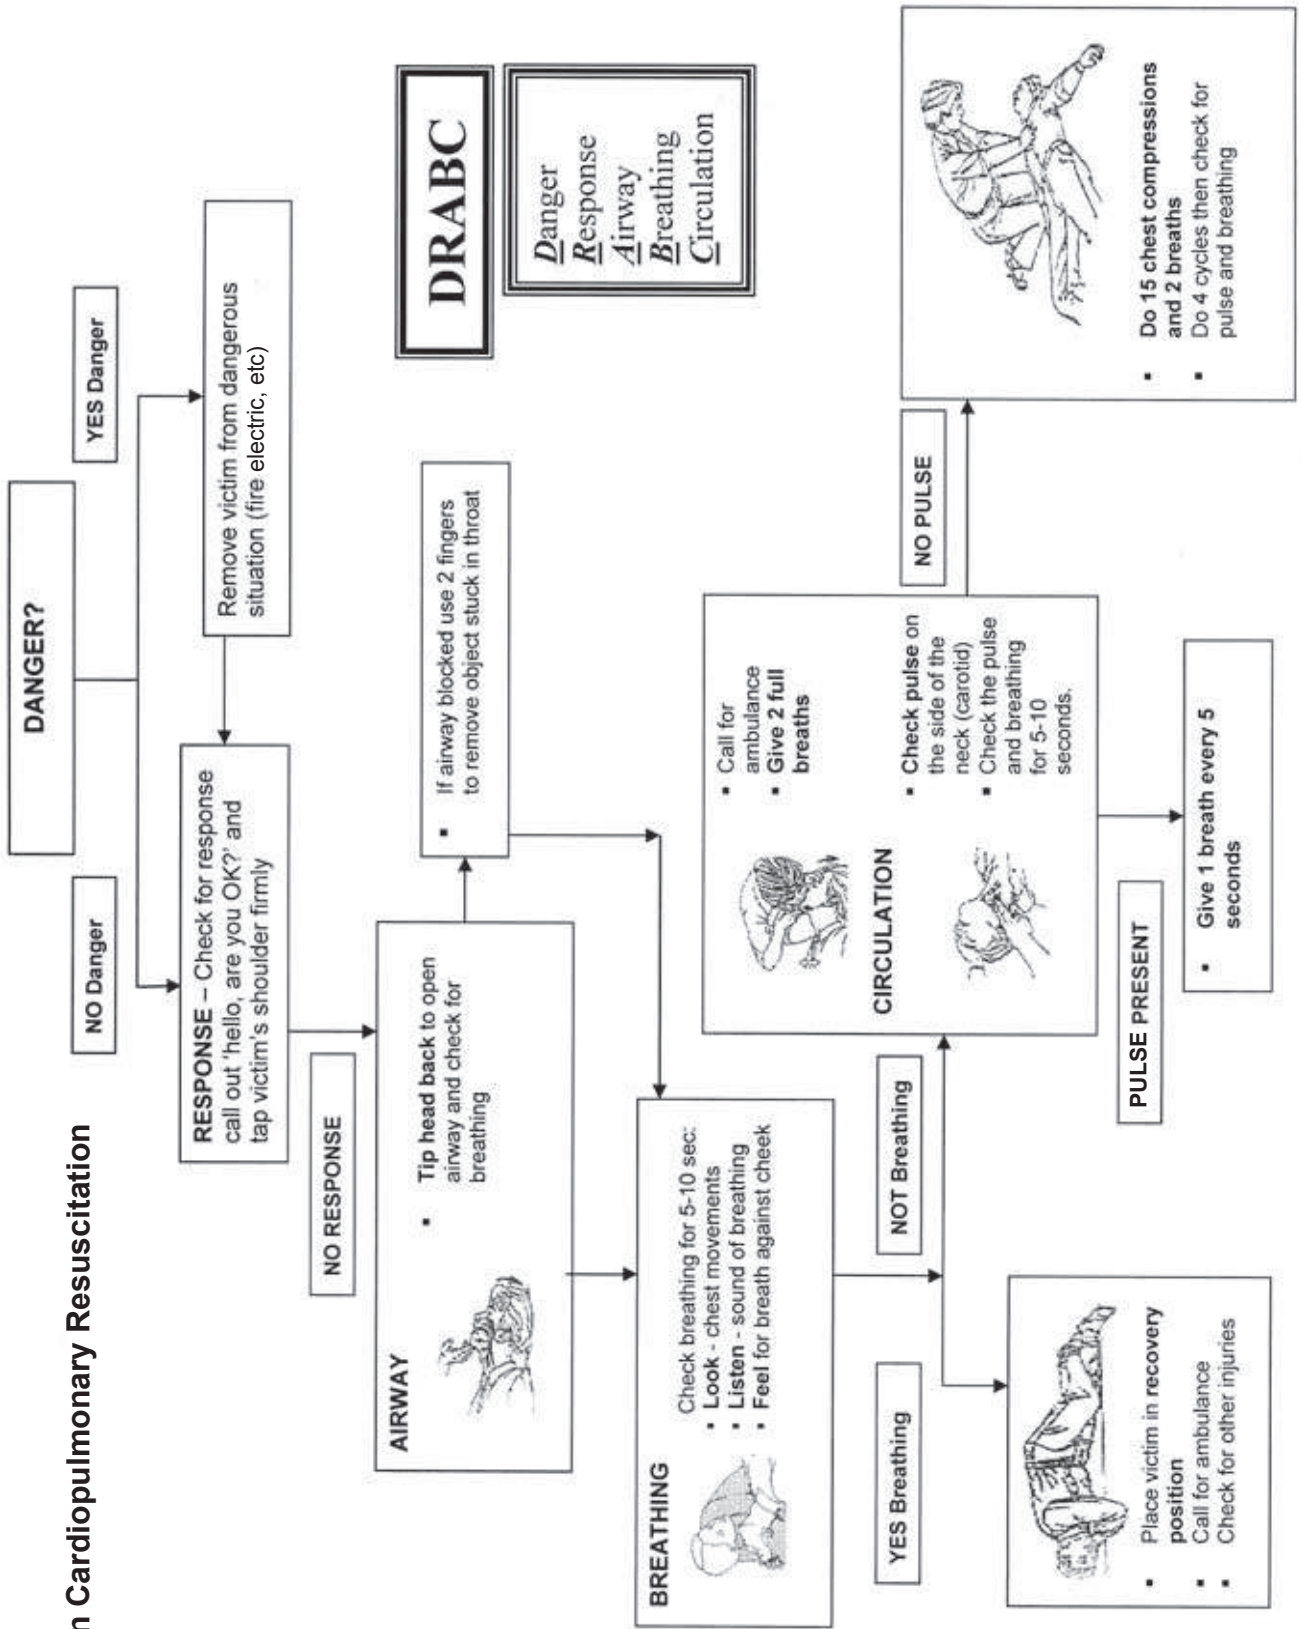 n Cardiopulmonary Resuscitation
DANGER?
NO Danger
YES Danger
RESPONSE – Check for response
call out 'hello, are you OK?' and
tap victim's shoulder firmly
Remove victim from dangerous
situation (fire electric, etc)
NO RESPONSE
DRABC
Danger
Response
Airway
Breathing
Circulation
AIRWAY
▪ Tip head back to open
airway and check for
breathing
▪ If airway blocked use 2 fingers
to remove object stuck in throat
BREATHING
Check breathing for 5-10 sec:
▪ Look - chest movements
▪ Listen - sound of breathing
▪ Feel for breath against cheek
YES Breathing
NOT Breathing
▪ Place victim in recovery
position
▪ Call for ambulance
▪ Check for other injuries
▪ Call for
ambulance
▪ Give 2 full
breaths
CIRCULATION
▪ Check pulse on
the side of the
neck (carotid)
▪ Check the pulse
and breathing
for 5-10
seconds.
PULSE PRESENT
▪ Give 1 breath every 5
seconds
NO PULSE
▪ Do 15 chest compressions
and 2 breaths
▪ Do 4 cycles then check for
pulse and breathing